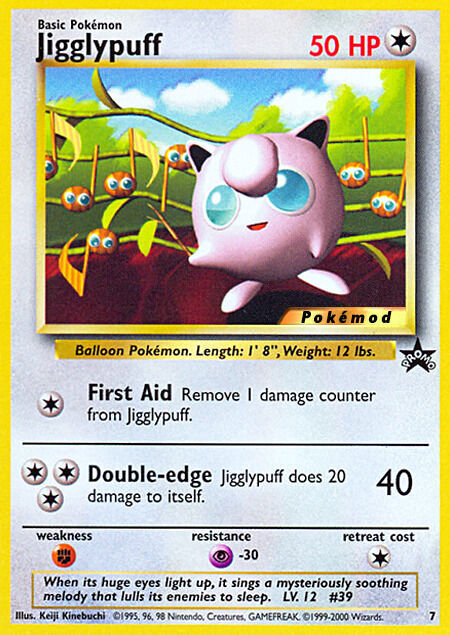 Basic Pokémon
Jigglypuff 50 HP
Pokémod
Balloon Pokémon. Length: 1' 8", Weight: 12 lbs.
PROMO
First Aid Remove 1 damage counter
from Jigglypuff.
Double-edge Jigglypuff does 20
damage to itself.
40
weakness resistance retreat cost
-30
When its huge eyes light up, it sings a mysteriously soothing
melody that lulls its enemies to sleep. LV. 12 #39
Illus. Keiji Kinebuchi ©1995, 96, 98 Nintendo, Creatures, GAMEFREAK. ©1999-2000 Wizards. 7